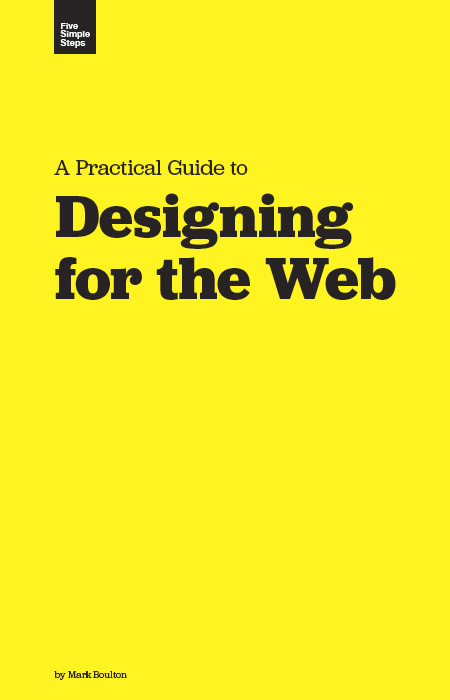 Five
Simple
Steps
A Practical Guide to
Designing
for the Web
by Mark Boulton